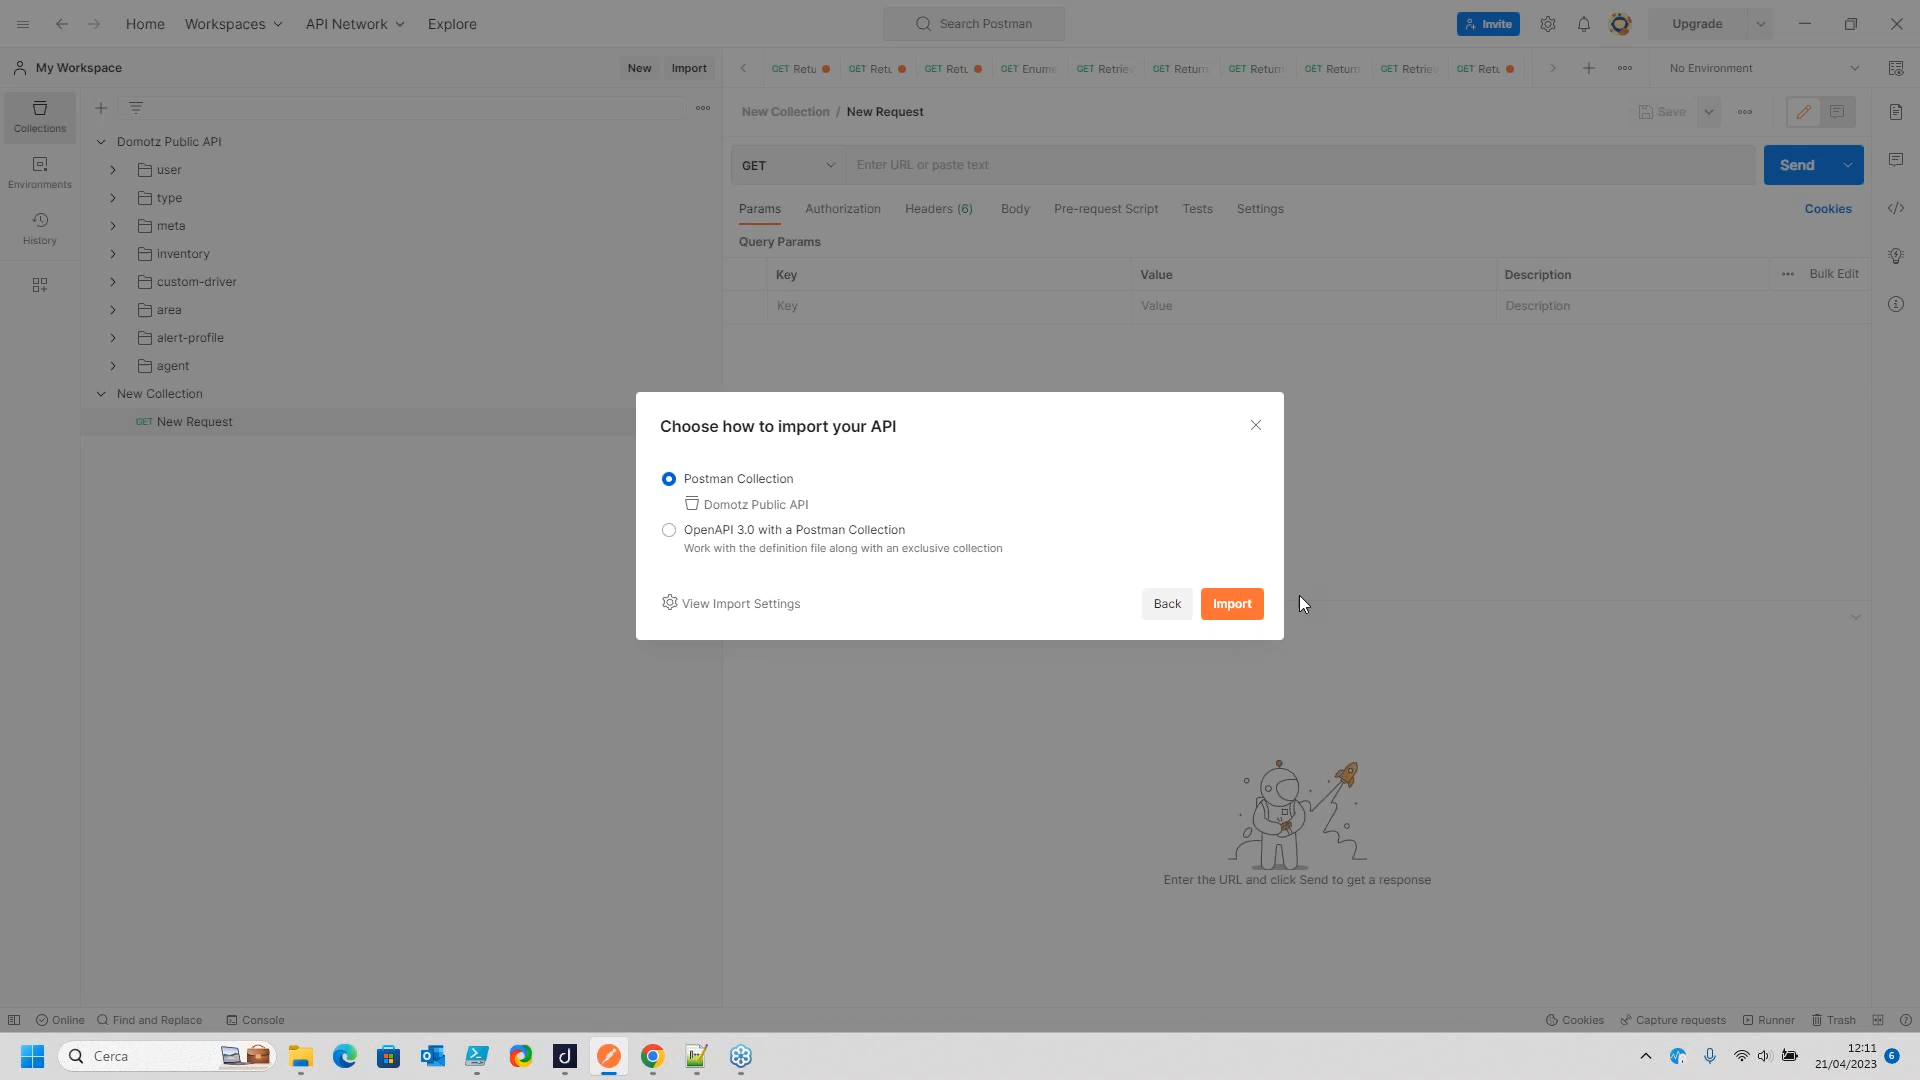 Home Workspaces API Network Explore Search Postman Invite Upgrade
My Workspace New Import GET Retu GET Retu GET Retu GET Enume GET Retrie GET Return GET Return GET Return GET Retrie GET Retu No Environment
Collections
Environments
History
Domotz Public API
user
type
meta
inventory
custom-driver
area
alert-profile
agent
New Collection
GET New Request
New Collection / New Request Save
GET Enter URL or paste text Send
Params Authorization Headers (6) Body Pre-request Script Tests Settings Cookies
Query Params
Key Value Description Bulk Edit
Key Value Description
Choose how to import your API
Postman Collection
Domotz Public API
OpenAPI 3.0 with a Postman Collection
Work with the definition file along with an exclusive collection
View Import Settings Back Import
Enter the URL and click Send to get a response
Online Find and Replace Console Cookies Capture requests Runner Trash
Cerca 12:11
21/04/2023 6